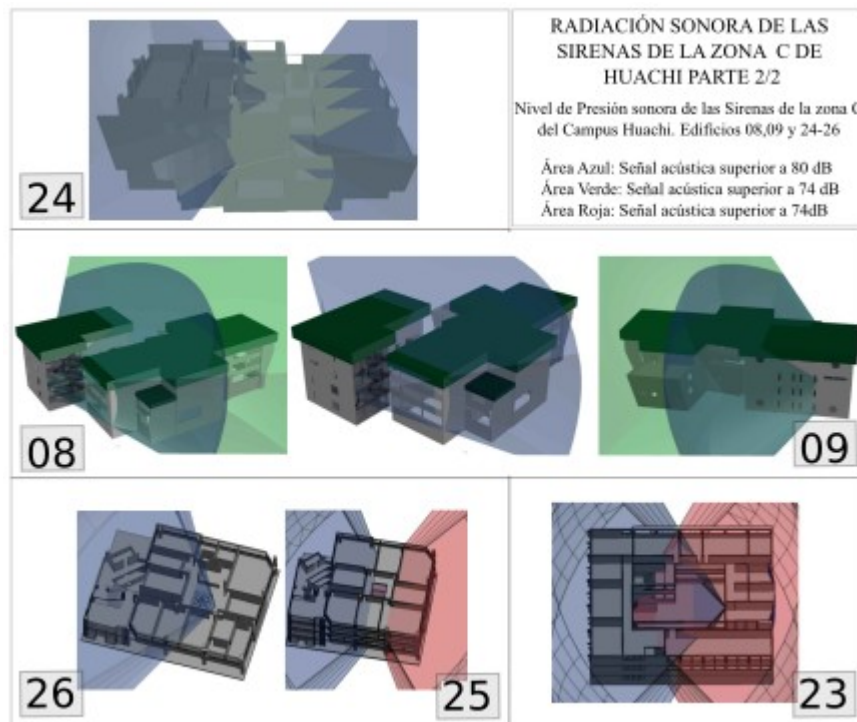 RADIACIÓN SONORA DE LAS
SIRENAS DE LA ZONA C DE
HUACHI PARTE 2/2
Nivel de Presión sonora de las Sirenas de la zona C
del Campus Huachi. Edificios 08,09 y 24-26
Área Azul: Señal acústica superior a 80 dB
Área Verde: Señal acústica superior a 74 dB
Área Roja: Señal acústica superior a 74dB
24
08
09
26
25
23